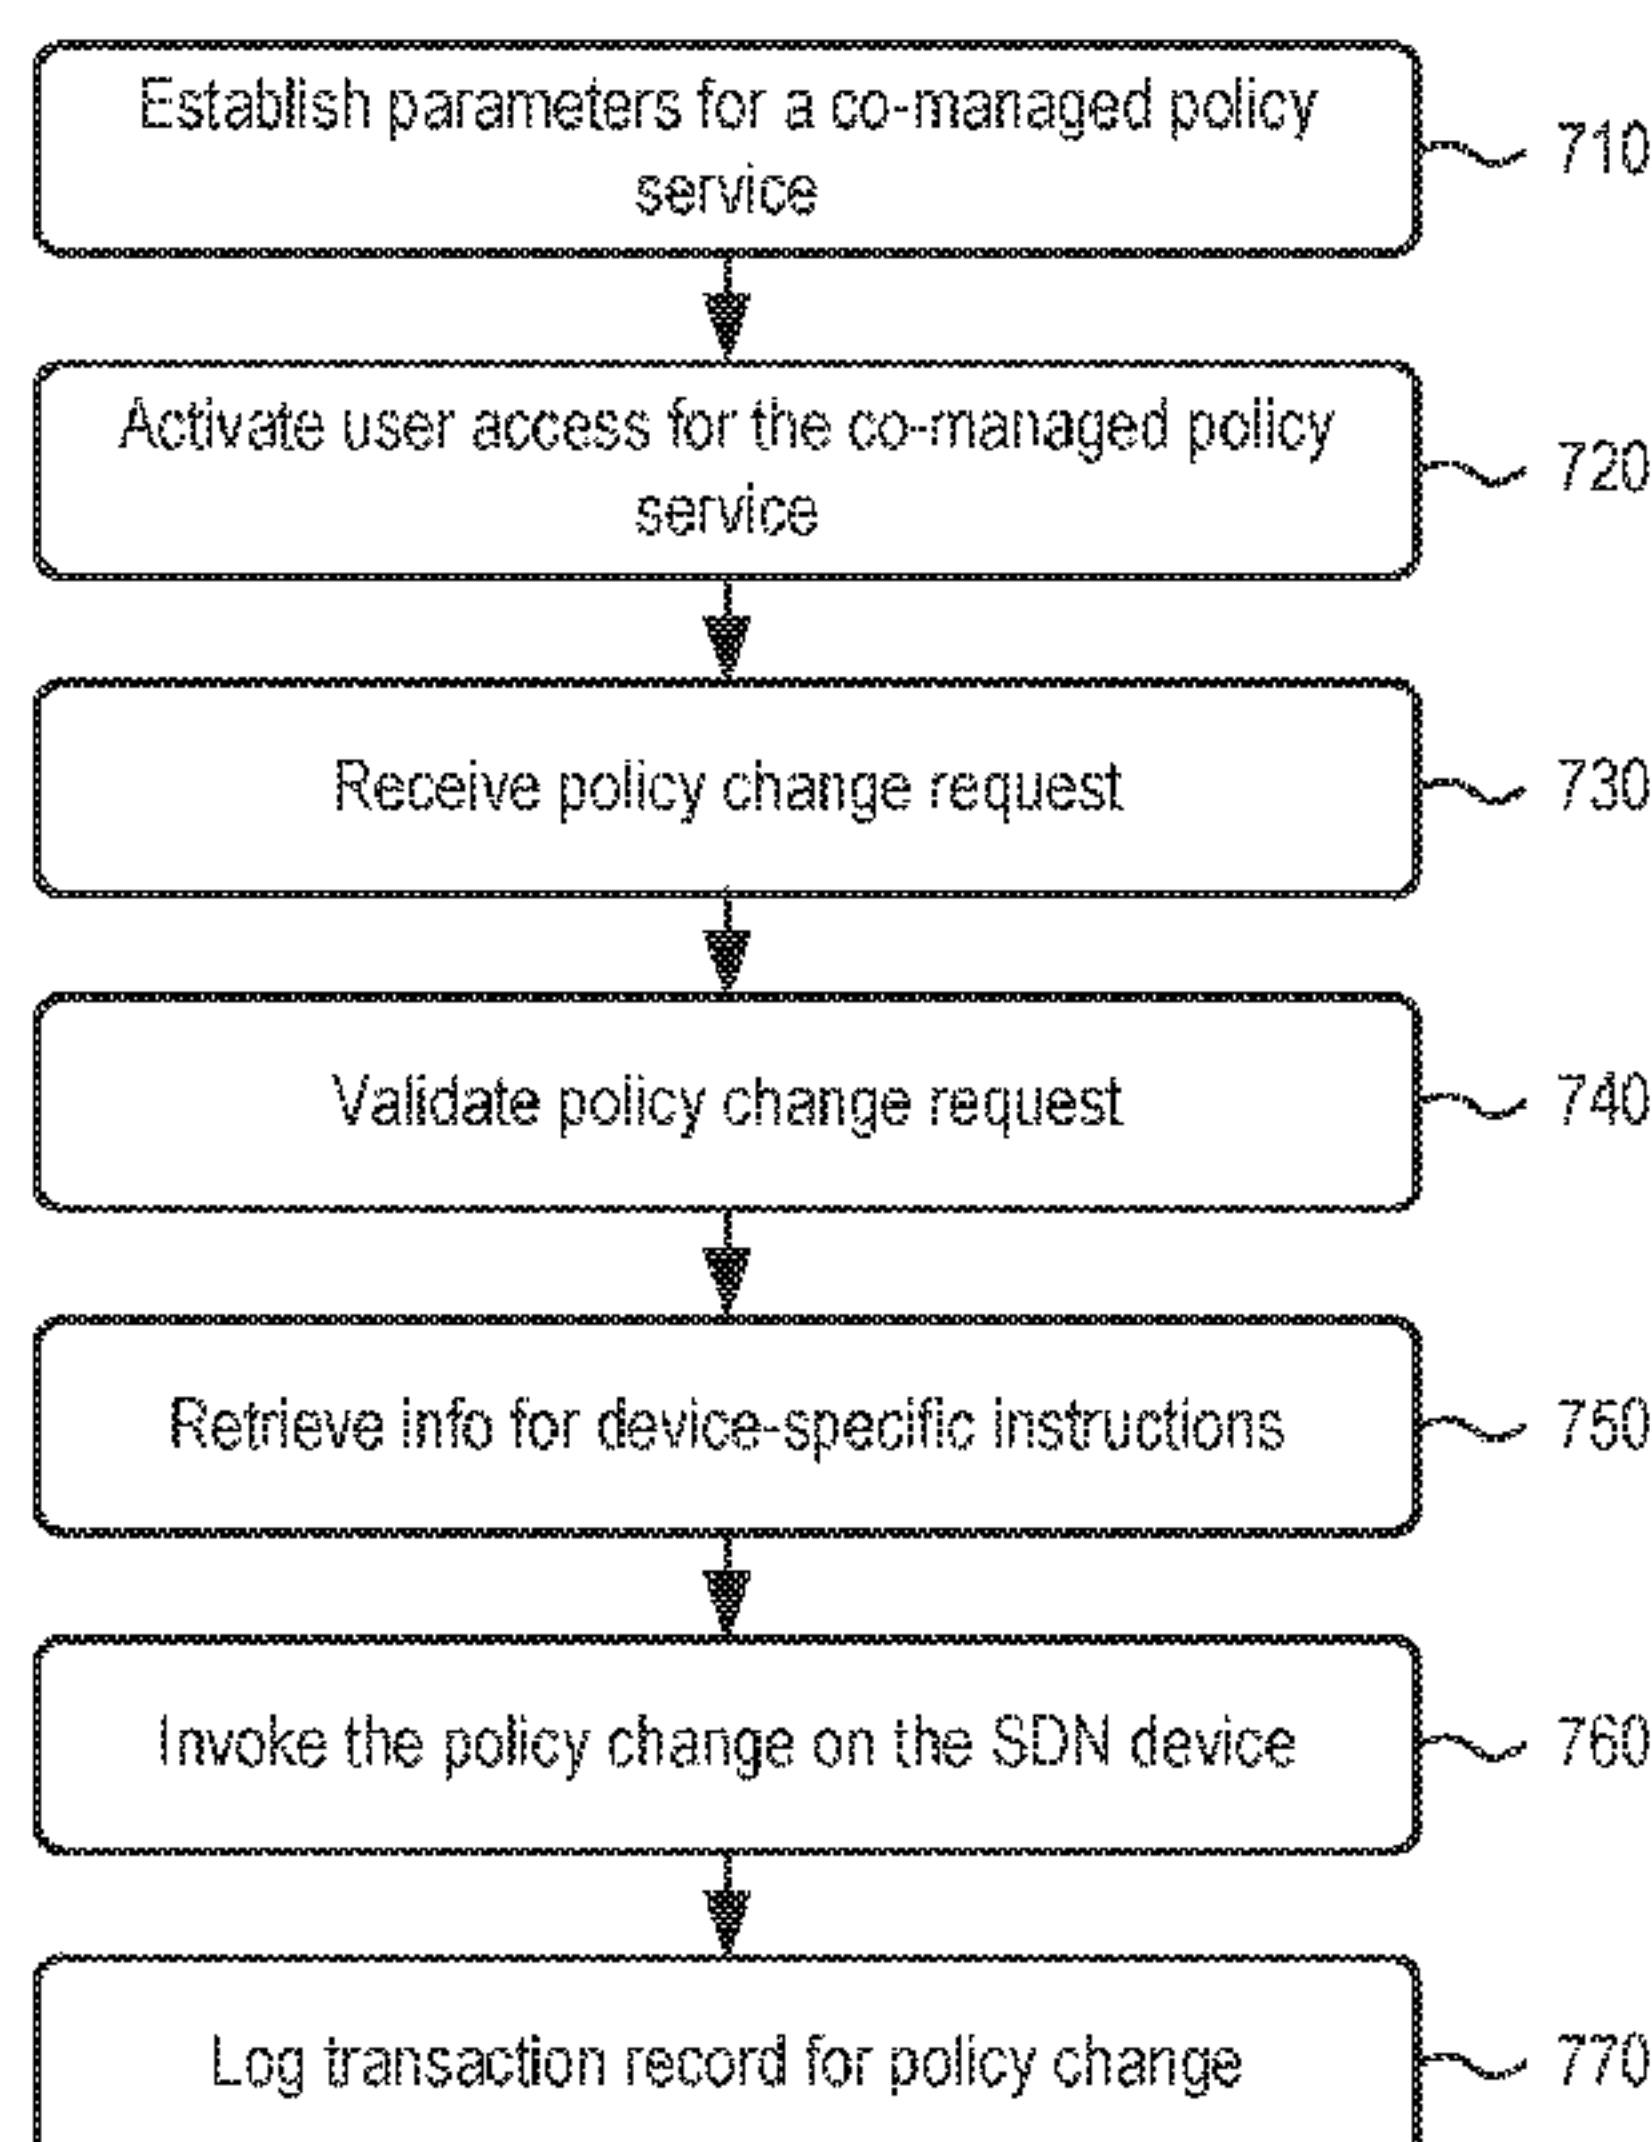 Establish parameters for a co-managed policy
service
710
Activate user access for the co-managed policy
service
720
Receive policy change request
730
Validate policy change request
740
Retrieve info for device-specific instructions
750
Invoke the policy change on the SDN device
760
Log transaction record for policy change
770